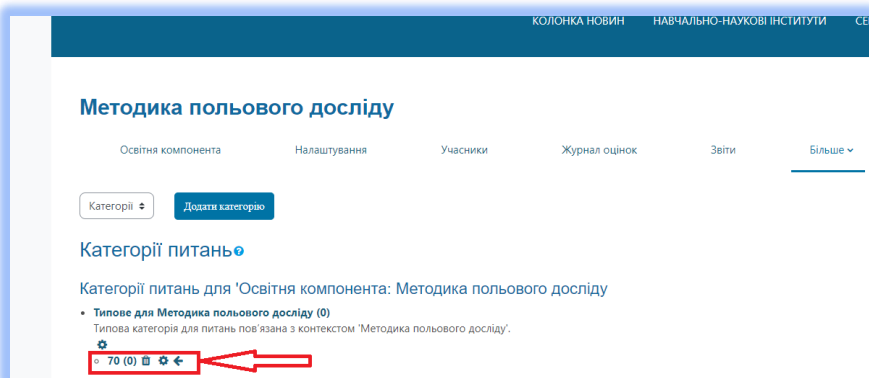 КОЛОНКА НОВИН НАВЧАЛЬНО-НАУКОВІ ІНСТИТУТИ
Методика польового досліду
Освітня компонента Налаштування Учасники Журнал оцінок Звіти Більше
Категорії Додати категорію
Категорії питань
Категорії питань для 'Освітня компонента: Методика польового досліду
Типове для Методика польового досліду (0)
Типова категорія для питань пов'язана з контекстом 'Методика польового досліду'.
70 (0)